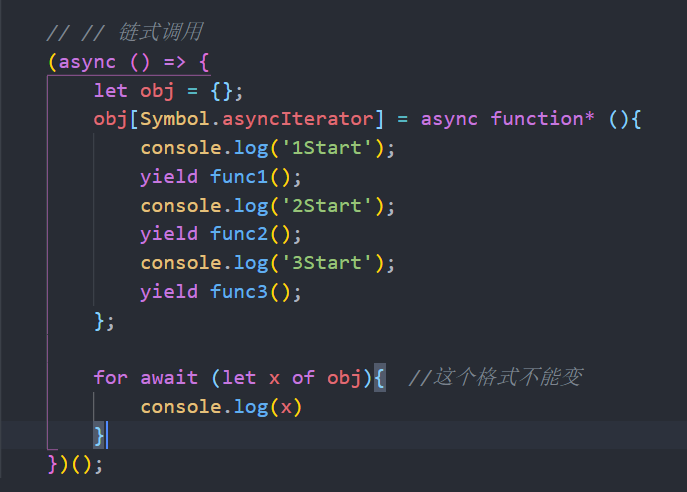 // // 链式调用
(async () => {
let obj = {};
obj[Symbol.asyncIterator] = async function* (){
console.log('1Start');
yield func1();
console.log('2Start');
yield func2();
console.log('3Start');
yield func3();
};
for await (let x of obj){ //这个格式不能变
console.log(x)
}
})();